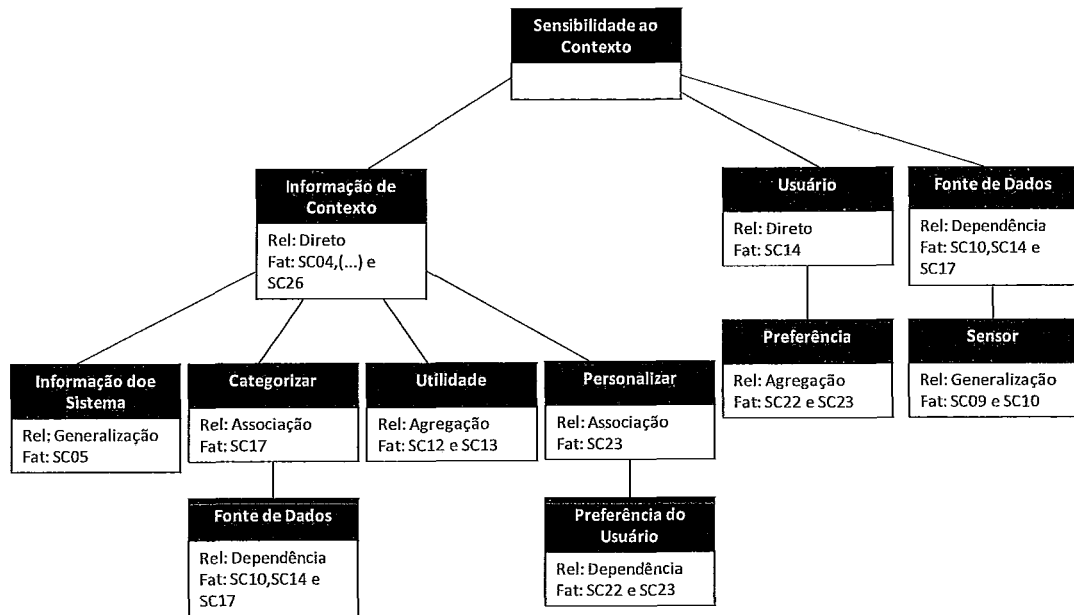 Sensibilidade ao
Contexto
Informação de
Contexto
Rel: Direto
Fat: SC04,(...) e
SC26
Usuário
Rel: Direto
Fat: SC14
Fonte de Dados
Rel: Dependência
Fat: SC10,SC14 e
SC17
Preferência
Rel: Agregação
Fat: SC22 e SC23
Sensor
Rel: Generalização
Fat: SC09 e SC10
Informação doe
Sistema
Rel; Generalização
Fat: SC05
Categorizar
Rel: Associação
Fat: SC17
Utilidade
Rel: Agregação
Fat: SC12 e SC13
Personalizar
Rel: Associação
Fat: SC23
Fonte de Dados
Rel: Dependência
Fat: SC10,SC14 e
SC17
Preferência do
Usuário
Rel: Dependência
Fat: SC22 e SC23